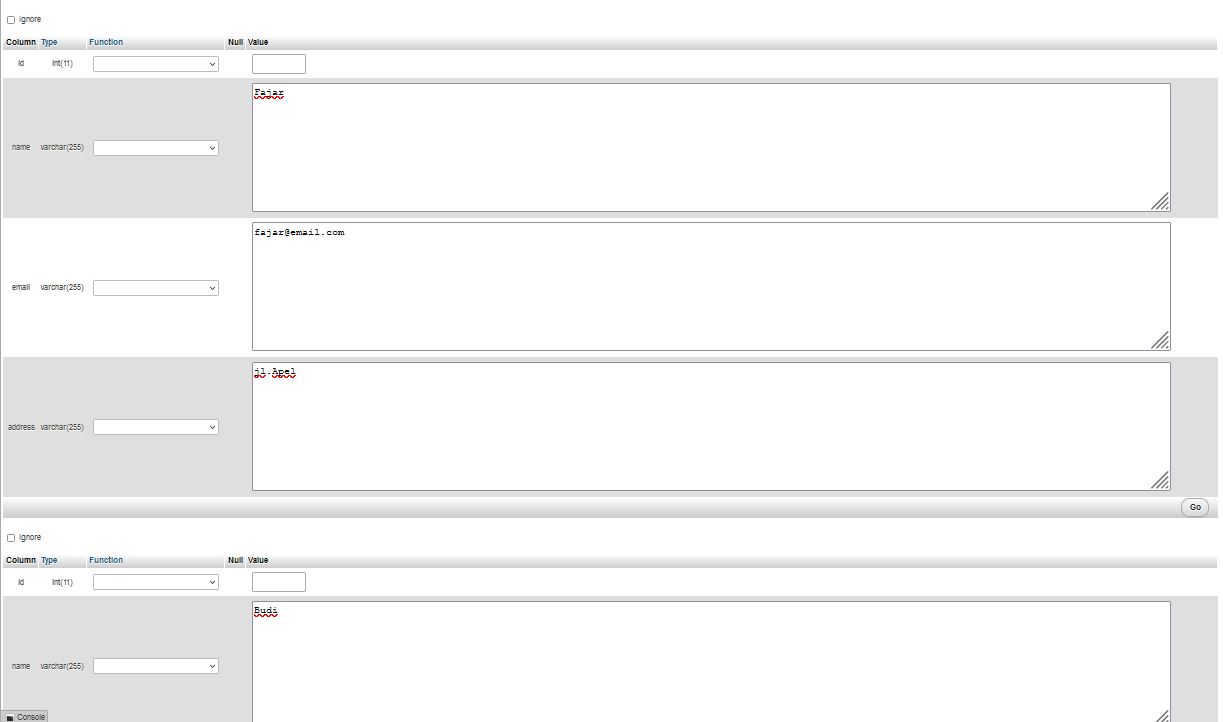 Ignore
Column Type Function Null Value
id int(11)
Fajar
name varchar(255)
fajar@email.com
email varchar(255)
jl.Apel
address varchar(255)
Go
Ignore
Column Type Function Null Value
id int(11)
Budi
name varchar(255)
Console